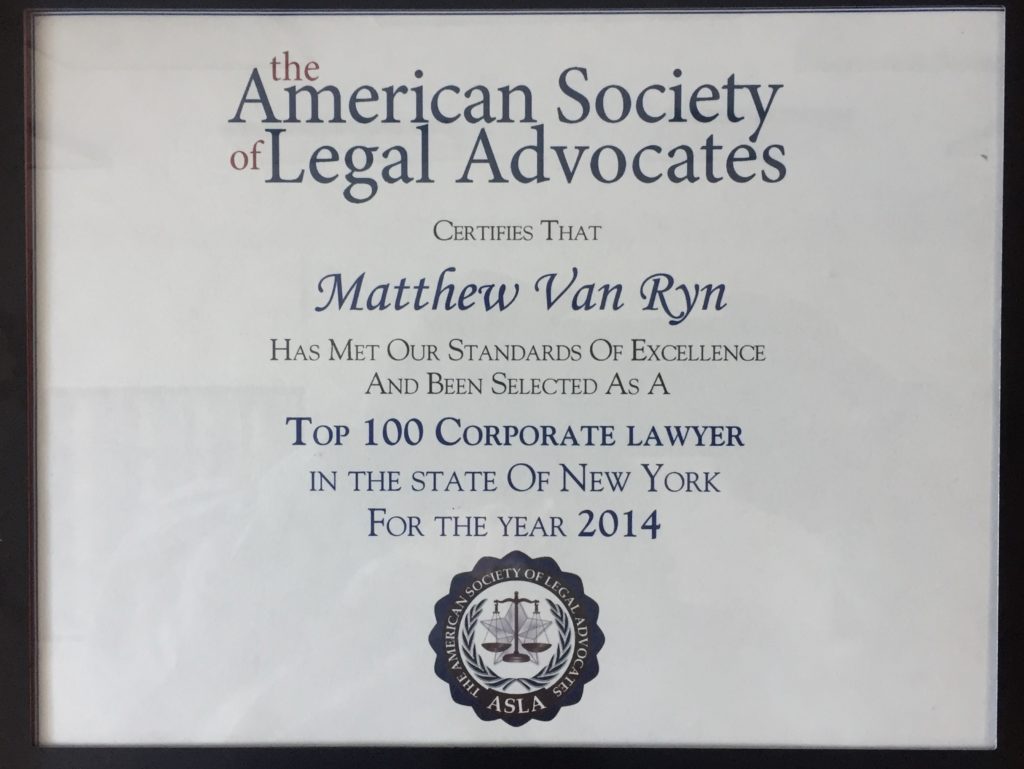 the
American Society
of Legal Advocates
Certifies That
Matthew Van Ryn
Has Met Our Standards Of Excellence
And Been Selected As A
Top 100 Corporate lawyer
in the state Of New York
For the year 2014
THE AMERICAN SOCIETY OF LEGAL ADVOCATES
ASLA